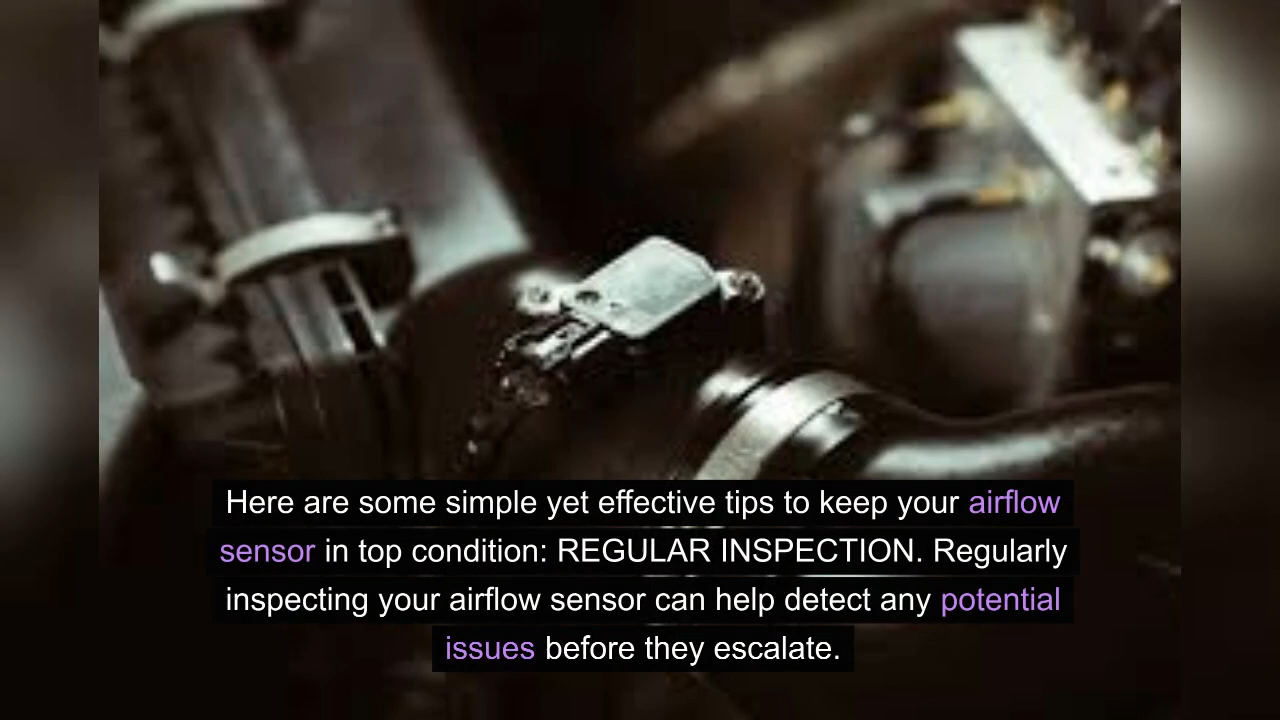 Here are some simple yet effective tips to keep your airflow
sensor in top condition: REGULAR INSPECTION. Regularly
inspecting your airflow sensor can help detect any potential
issues before they escalate.